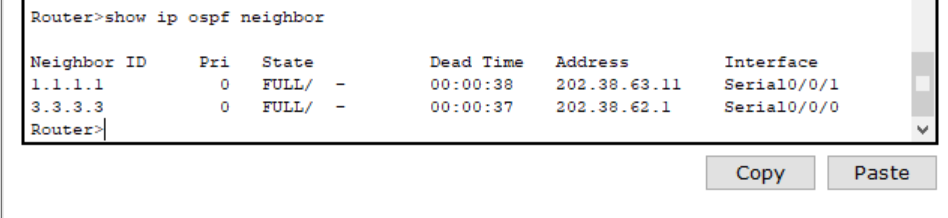 Router>show ip ospf neighbor
Neighbor ID Pri State Dead Time Address Interface
1.1.1.1 0 FULL/ - 00:00:38 202.38.63.11 Serial0/0/1
3.3.3.3 0 FULL/ - 00:00:37 202.38.62.1 Serial0/0/0
Router>
Copy Paste